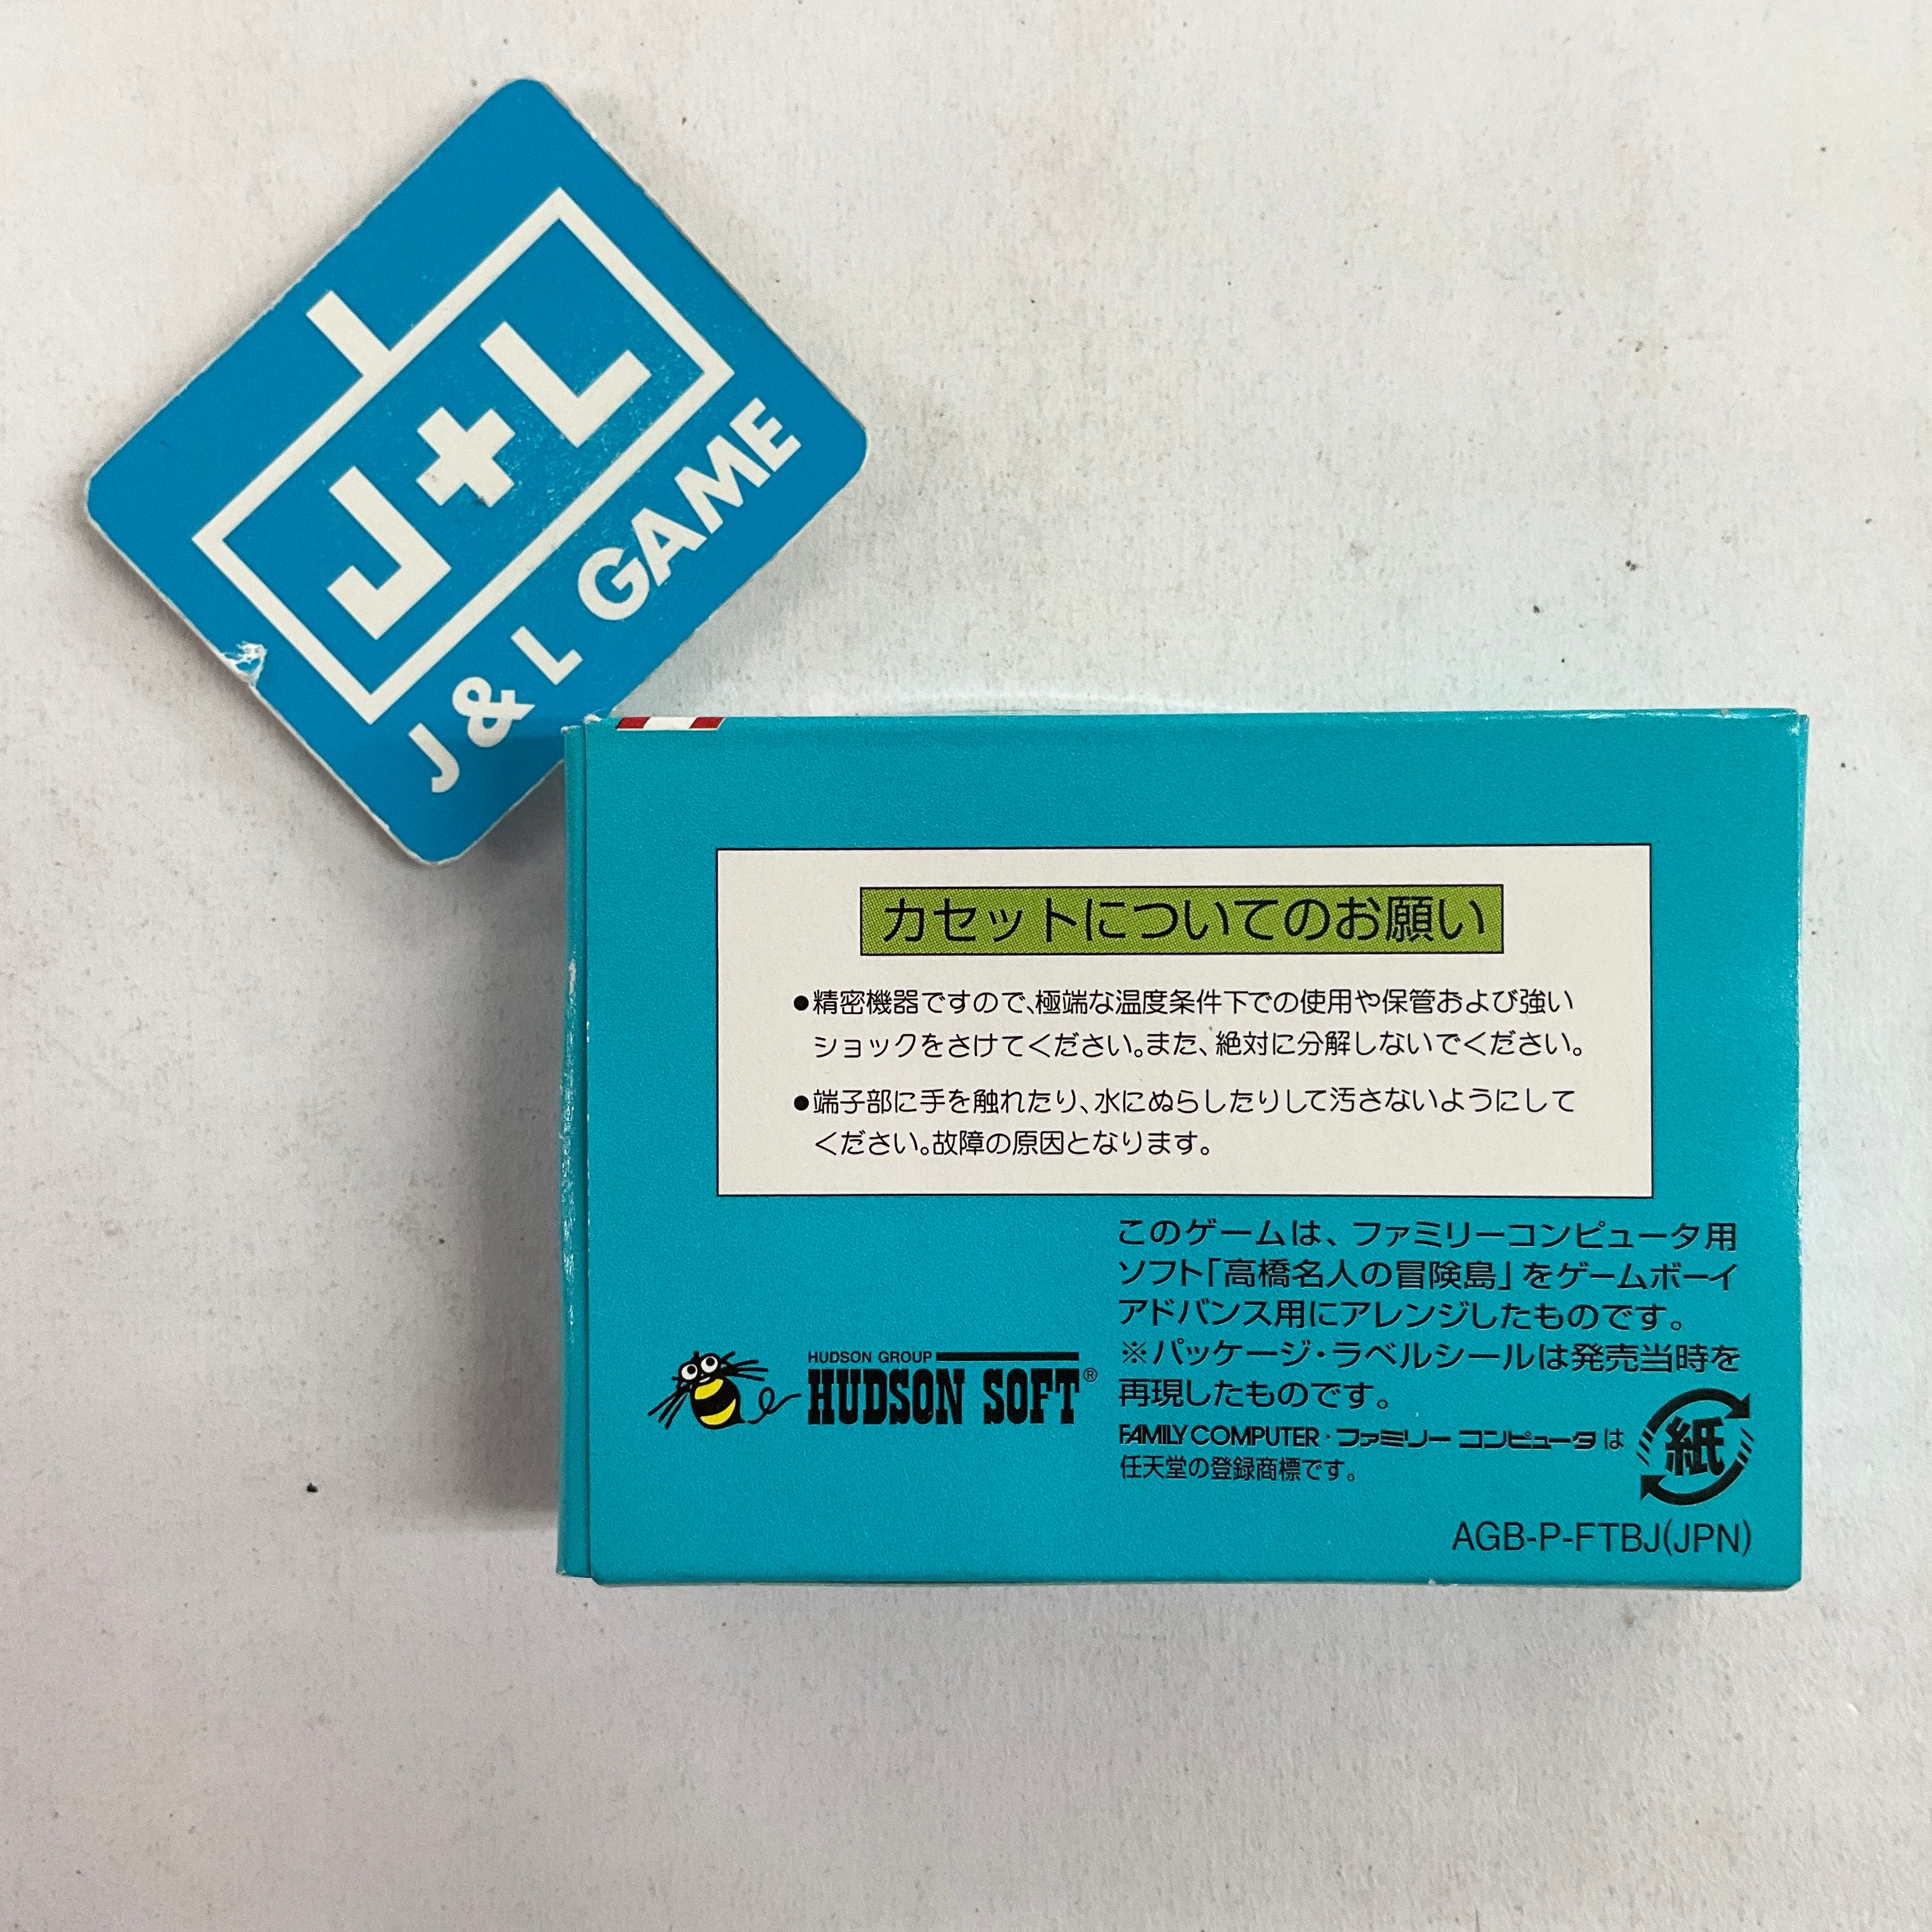 J+L
J & L GAME
カセットについてのお願い
●精密機器ですので、極端な温度条件下での使用や保管および強い
ショックをさけてください。また、絶対に分解しないでください。
●端子部に手を触れたり、水にぬらしたりして汚さないようにして
ください。故障の原因となります。
このゲームは、ファミリーコンピュータ用
ソフト「高橋名人の冒険島」をゲームボーイ
アドバンス用にアレンジしたものです。
※パッケージ・ラベルシールは発売当時を
再現したものです。
FAMILY COMPUTER・ファミリーコンピュータは
任天堂の登録商標です。
HUDSON GROUP
HUDSON SOFT®
紙
AGB-P-FTBJ(JPN)